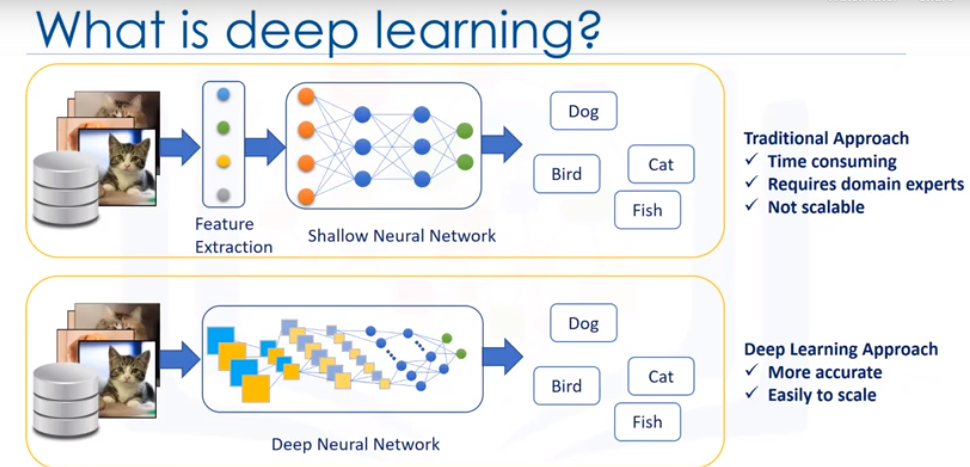 What is deep learning?
Feature
Extraction
Shallow Neural Network
Dog
Bird
Cat
Fish
Traditional Approach
✓ Time consuming
✓ Requires domain experts
✓ Not scalable
Deep Neural Network
Dog
Bird
Cat
Fish
Deep Learning Approach
✓ More accurate
✓ Easily to scale